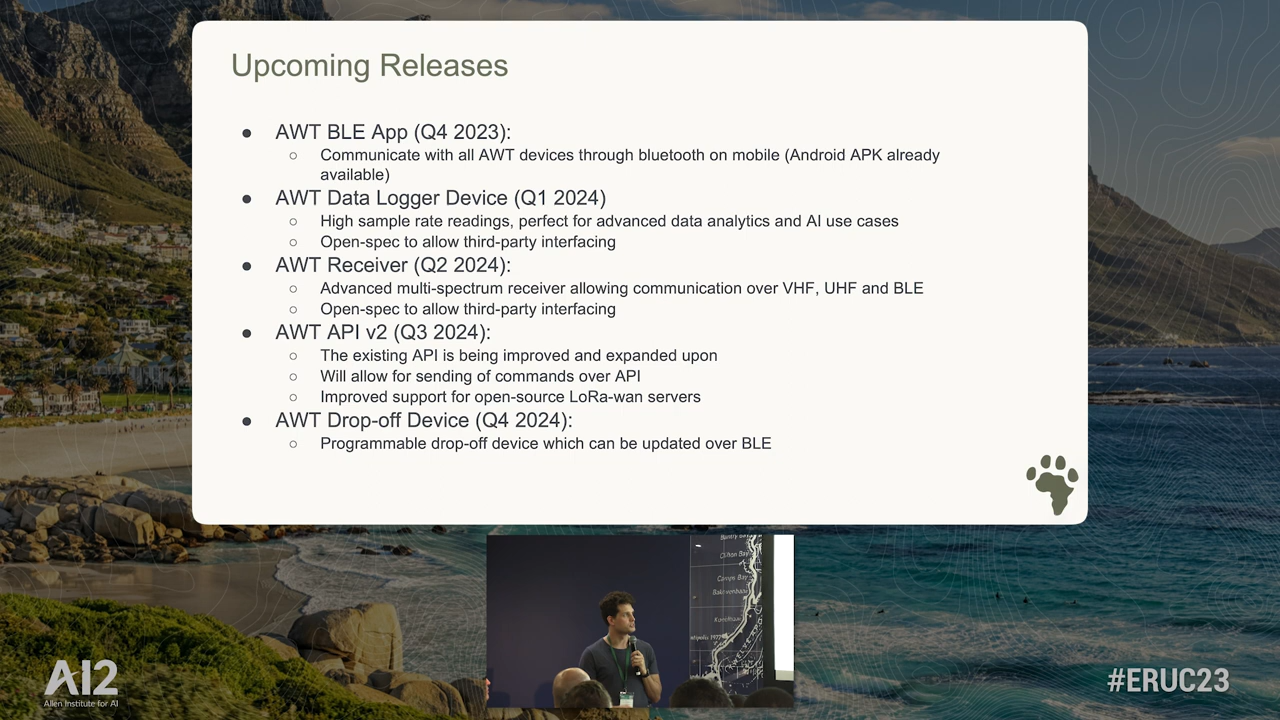 Upcoming Releases
● AWT BLE App (Q4 2023):
○ Communicate with all AWT devices through bluetooth on mobile (Android APK already
available)
● AWT Data Logger Device (Q1 2024)
○ High sample rate readings, perfect for advanced data analytics and AI use cases
○ Open-spec to allow third-party interfacing
● AWT Receiver (Q2 2024):
○ Advanced multi-spectrum receiver allowing communication over VHF, UHF and BLE
○ Open-spec to allow third-party interfacing
● AWT API v2 (Q3 2024):
○ The existing API is being improved and expanded upon
○ Will allow for sending of commands over API
○ Improved support for open-source LoRa-wan servers
● AWT Drop-off Device (Q4 2024):
○ Programmable drop-off device which can be updated over BLE
Bantry Bay
Clifton Bay
Camps Bay
AI2
Allen Institute for AI
#ERUC23